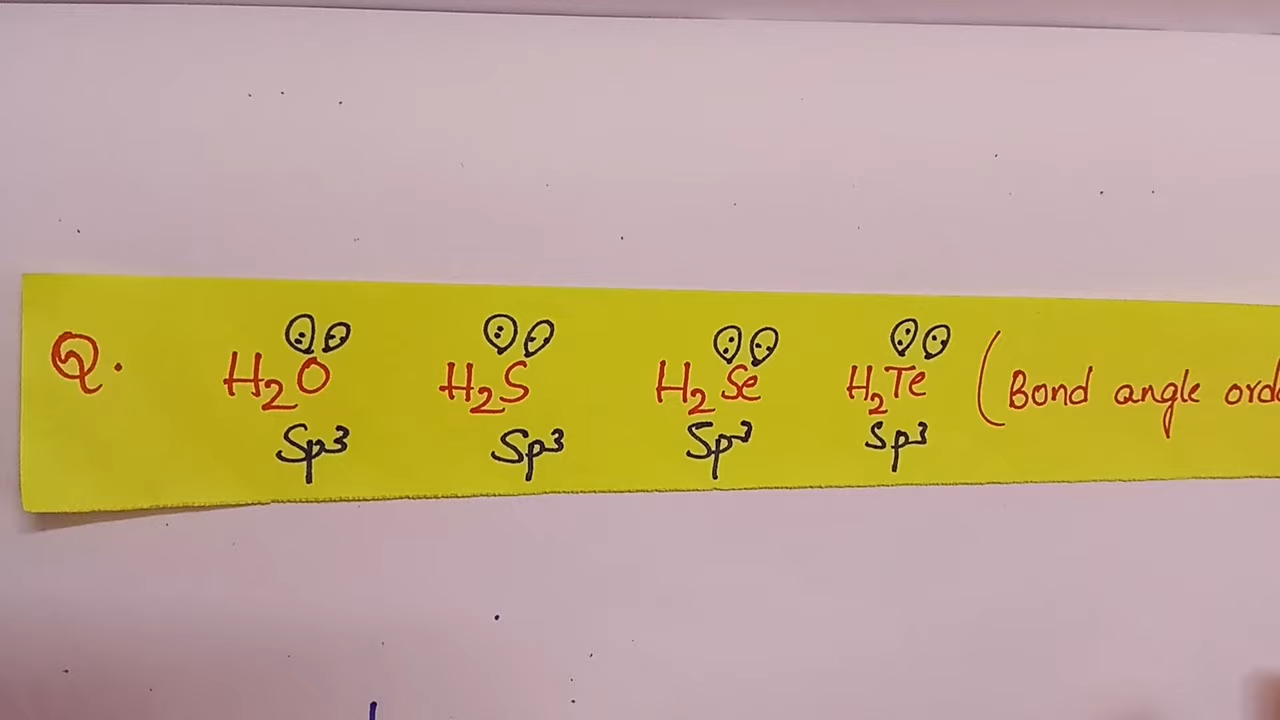 Q. H₂O H₂S H₂Se H₂Te (Bond angle
Sp³ Sp³ Sp³ Sp³